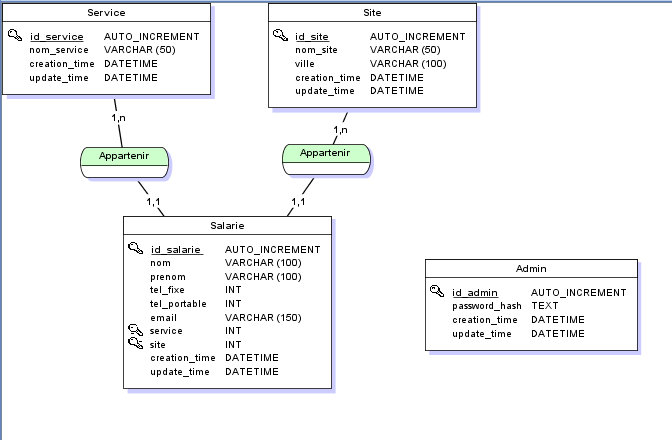 Service
id_service AUTO_INCREMENT
nom_service VARCHAR (50)
creation_time DATETIME
update_time DATETIME
Site
id_site AUTO_INCREMENT
nom_site VARCHAR (50)
ville VARCHAR (100)
creation_time DATETIME
update_time DATETIME
1,n
1,n
Appartenir
Appartenir
1,1
1,1
Salarie
id_salarie AUTO_INCREMENT
nom VARCHAR (100)
prenom VARCHAR (100)
tel_fixe INT
tel_portable INT
email VARCHAR (150)
service INT
site INT
creation_time DATETIME
update_time DATETIME
Admin
id_admin AUTO_INCREMENT
password_hash TEXT
creation_time DATETIME
update_time DATETIME